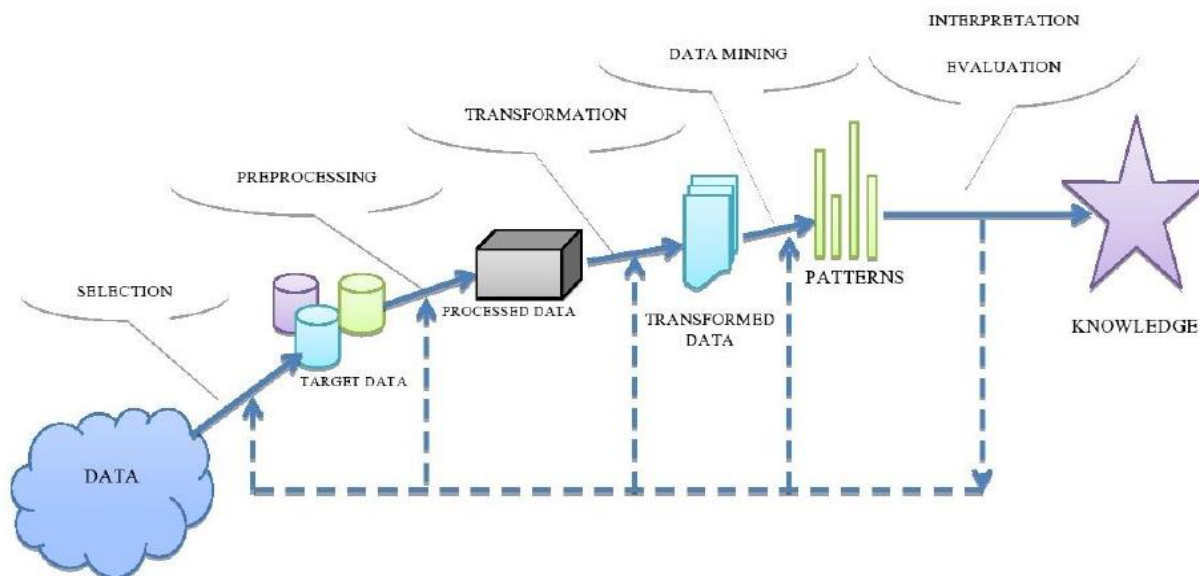 INTERPRETATION
EVALUATION
DATA MINING
TRANSFORMATION
PREPROCESSING
SELECTION
DATA
TARGET DATA
PROCESSED DATA
TRANSFORMED
DATA
PATTERNS
KNOWLEDGE